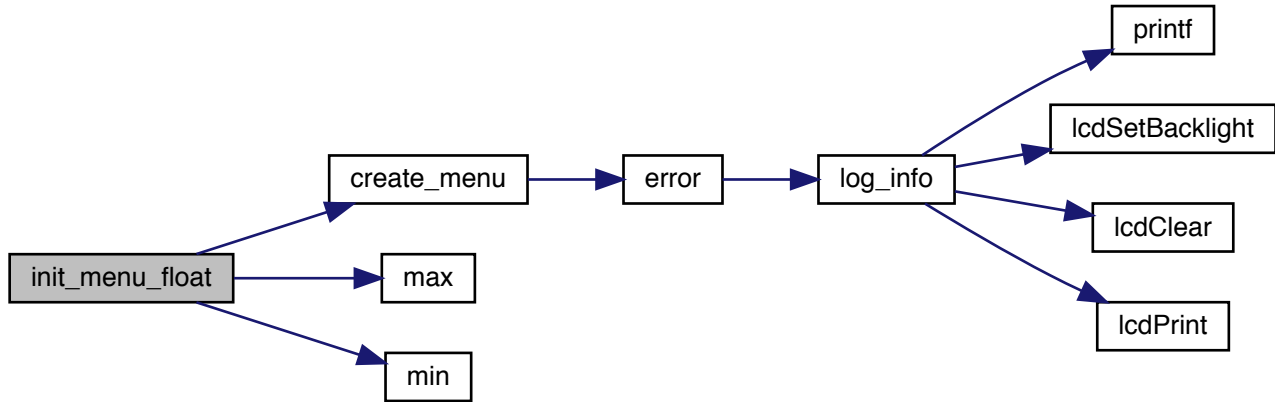 init_menu_float
create_menu
max
min
error
log_info
printf
lcdSetBacklight
lcdClear
lcdPrint